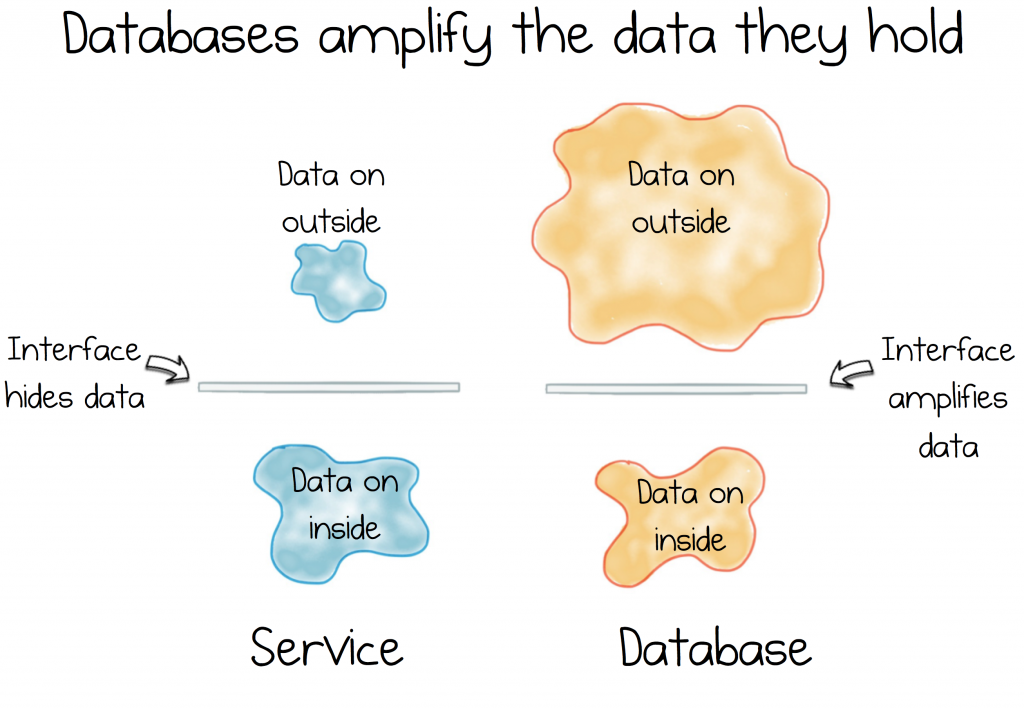 Databases amplify the data they hold
Data on
outside
Data on
outside
Interface
hides data
Interface
amplifies
data
Data on
inside
Data on
inside
Service
Database